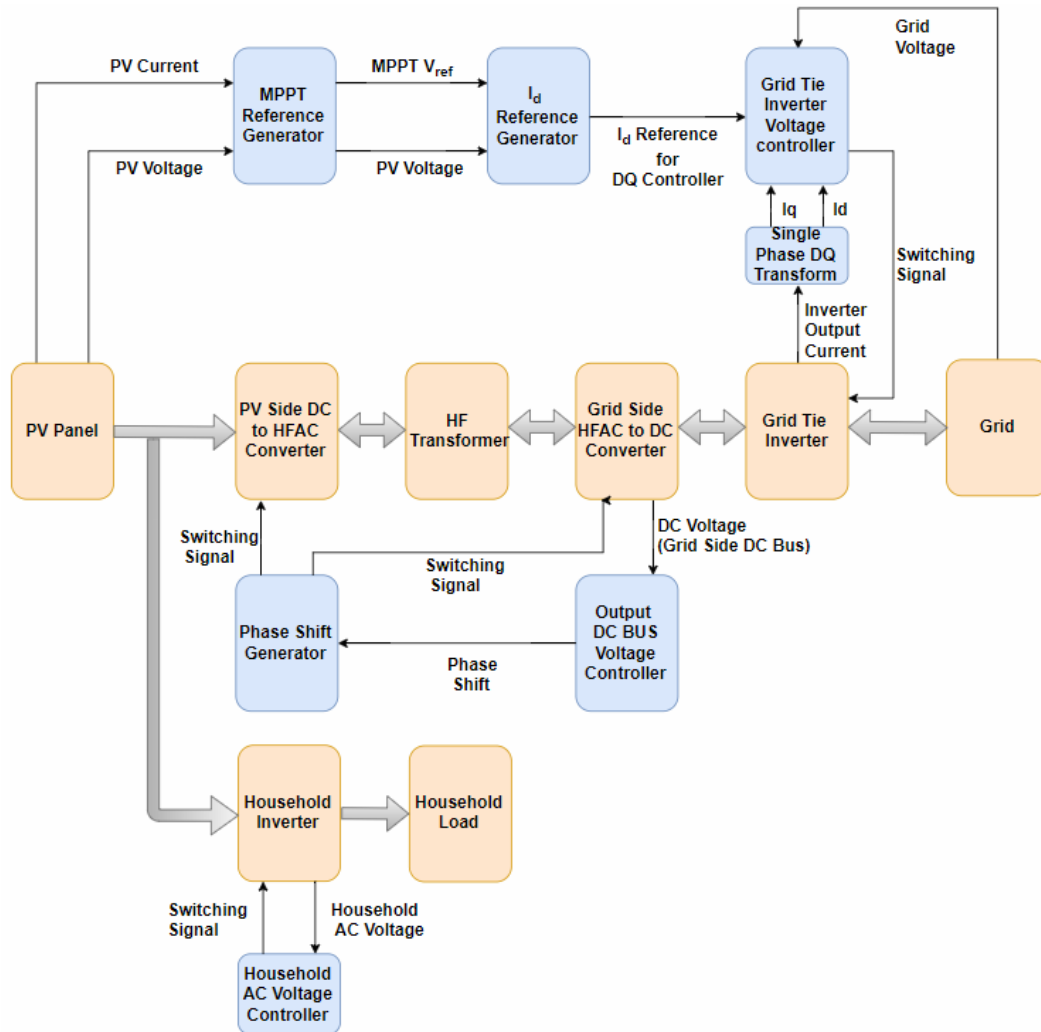 Grid
Voltage
PV Current
MPPT Vref
MPPT
Reference
Generator
Id
Reference
Generator
Grid Tie
Inverter
Voltage
controller
Id Reference
for
DQ Controller
PV Voltage
PV Voltage
Iq
Id
Single
Phase DQ
Transform
Switching
Signal
Inverter
Output
Current
PV Panel
PV Side DC
to HFAC
Converter
HF
Transformer
Grid Side
HFAC to DC
Converter
Grid Tie
Inverter
Grid
Switching
Signal
Switching
Signal
DC Voltage
(Grid Side DC Bus)
Phase Shift
Generator
Phase
Shift
Output
DC BUS
Voltage
Controller
Household
Inverter
Household
Load
Switching
Signal
Household
AC Voltage
Household
AC Voltage
Controller